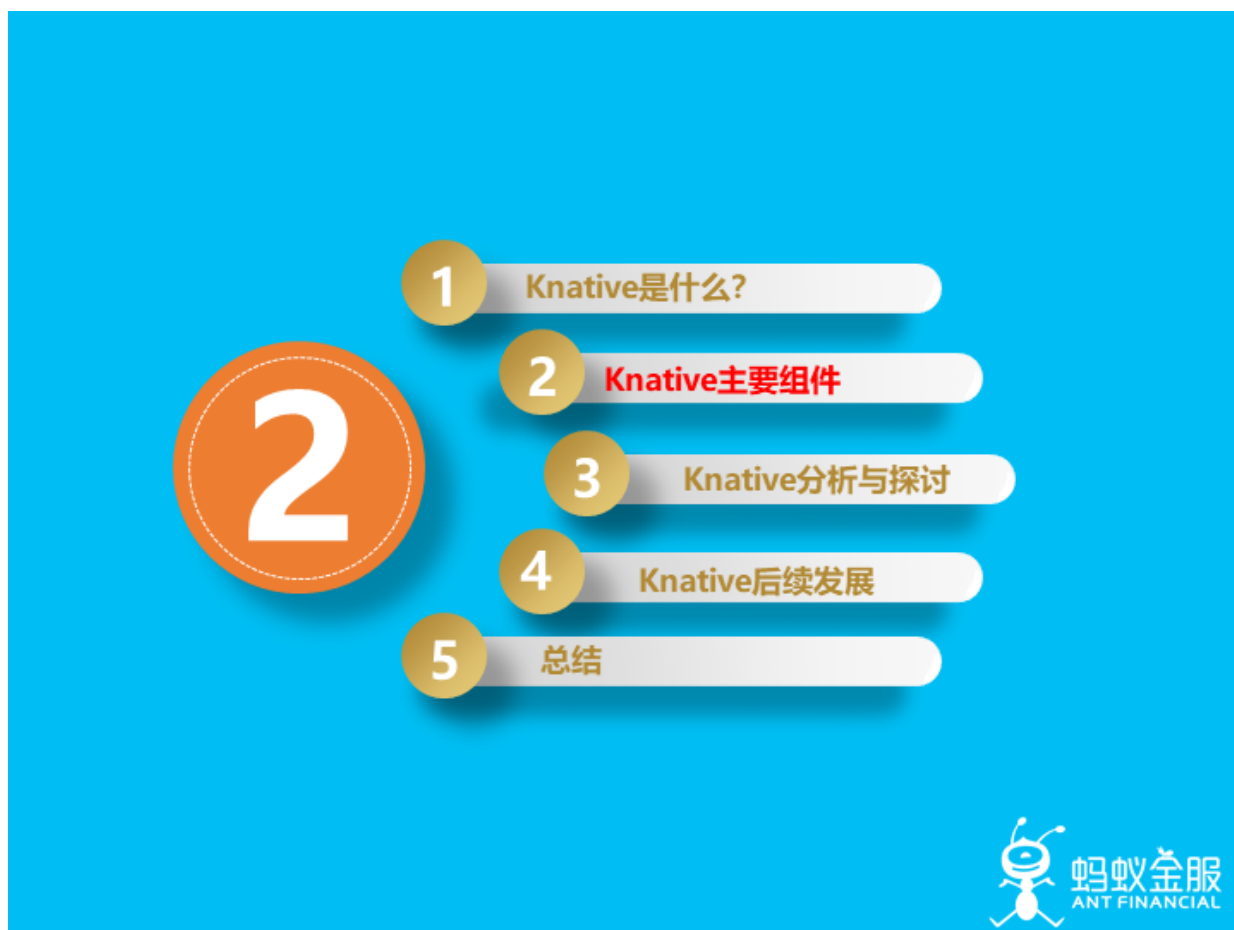 2
1
Knative是什么?
2
Knative主要组件
3
Knative分析与探讨
4
Knative后续发展
5
总结
蚂蚁金服
ANT FINANCIAL